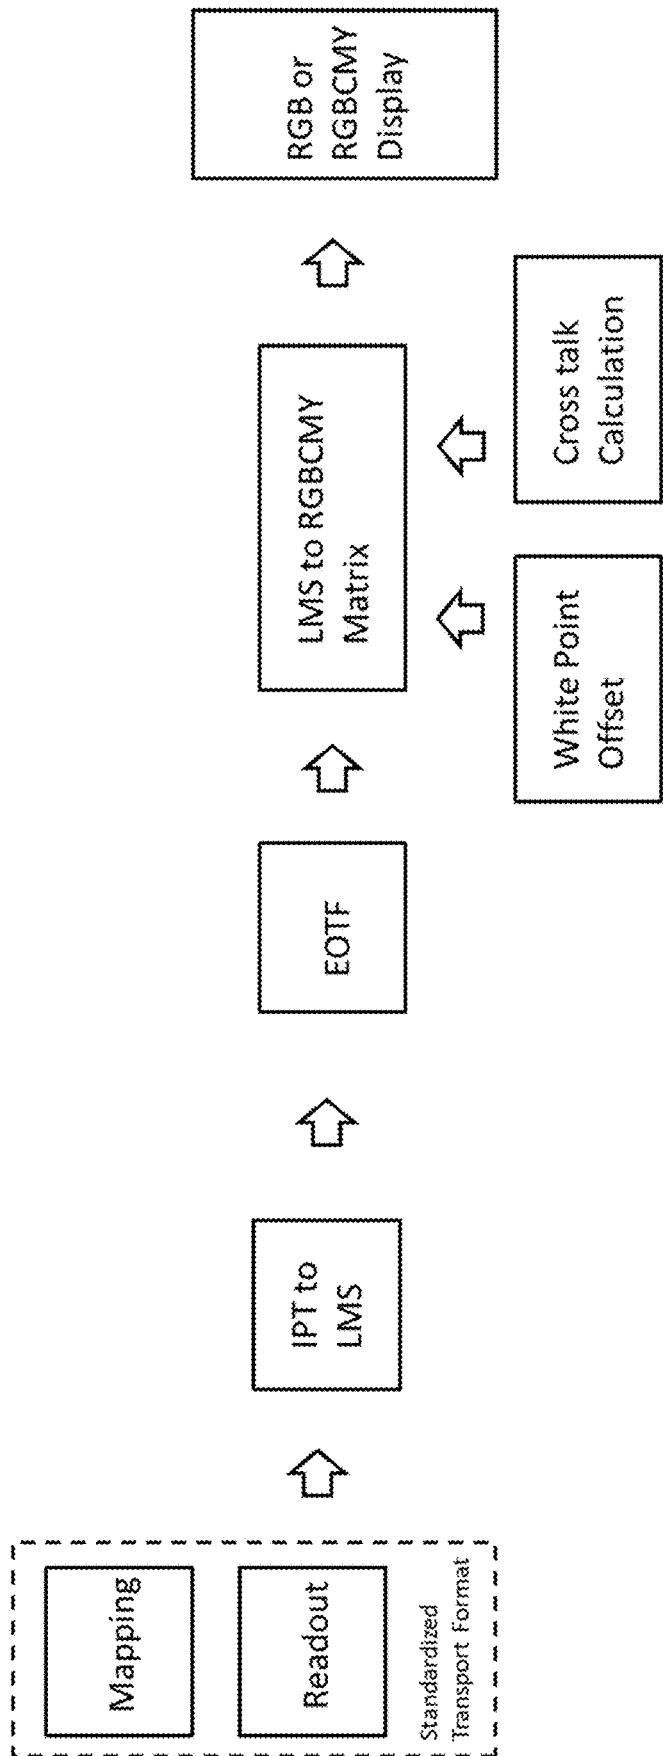 Mapping
Readout
Standardized
Transport Format
IPT to
LMS
EOTF
LMS to RGBCMY
Matrix
White Point
Offset
Cross talk
Calculation
RGB or
RGBCMY
Display